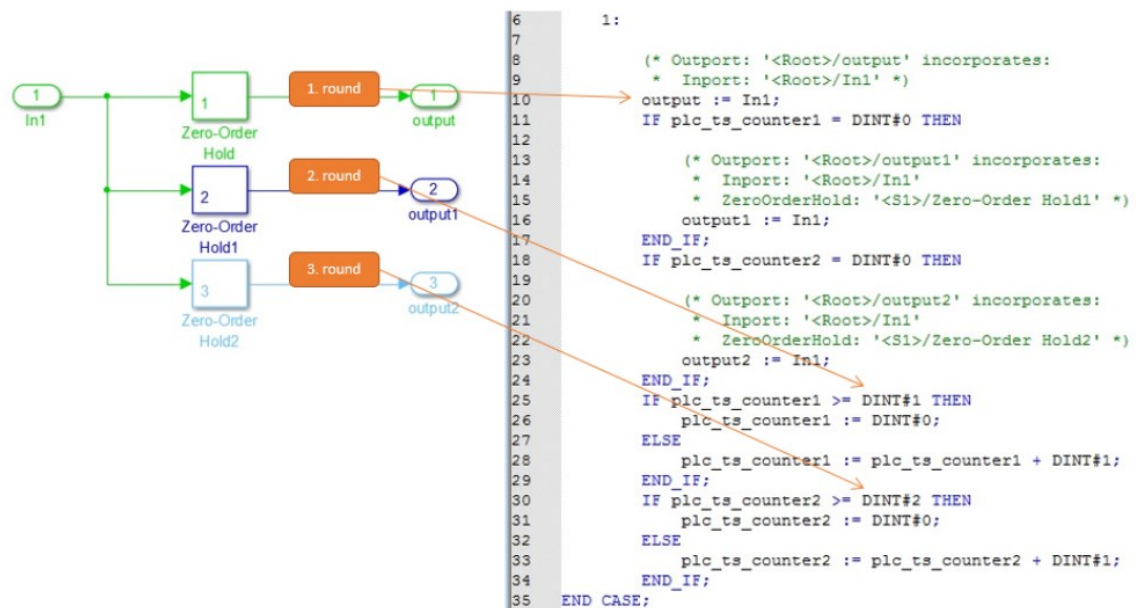 1
In1
1
Zero-Order
Hold
1. round
1
output
2
Zero-Order
Hold1
2. round
2
output1
3
Zero-Order
Hold2
3. round
3
output2
6 1:
7
8 (* Outport: '<Root>/output' incorporates:
9 * Inport: '<Root>/In1' *)
10 output := In1;
11 IF plc_ts_counter1 = DINT#0 THEN
12
13 (* Outport: '<Root>/output1' incorporates:
14 * Inport: '<Root>/In1'
15 * ZeroOrderHold: '<S1>/Zero-Order Hold1' *)
16 output1 := In1;
17 END_IF;
18 IF plc_ts_counter2 = DINT#0 THEN
19
20 (* Outport: '<Root>/output2' incorporates:
21 * Inport: '<Root>/In1'
22 * ZeroOrderHold: '<S1>/Zero-Order Hold2' *)
23 output2 := In1;
24 END_IF;
25 IF plc_ts_counter1 >= DINT#1 THEN
26 plc_ts_counter1 := DINT#0;
27 ELSE
28 plc_ts_counter1 := plc_ts_counter1 + DINT#1;
29 END_IF;
30 IF plc_ts_counter2 >= DINT#2 THEN
31 plc_ts_counter2 := DINT#0;
32 ELSE
33 plc_ts_counter2 := plc_ts_counter2 + DINT#1;
34 END_IF;
35 END_CASE;